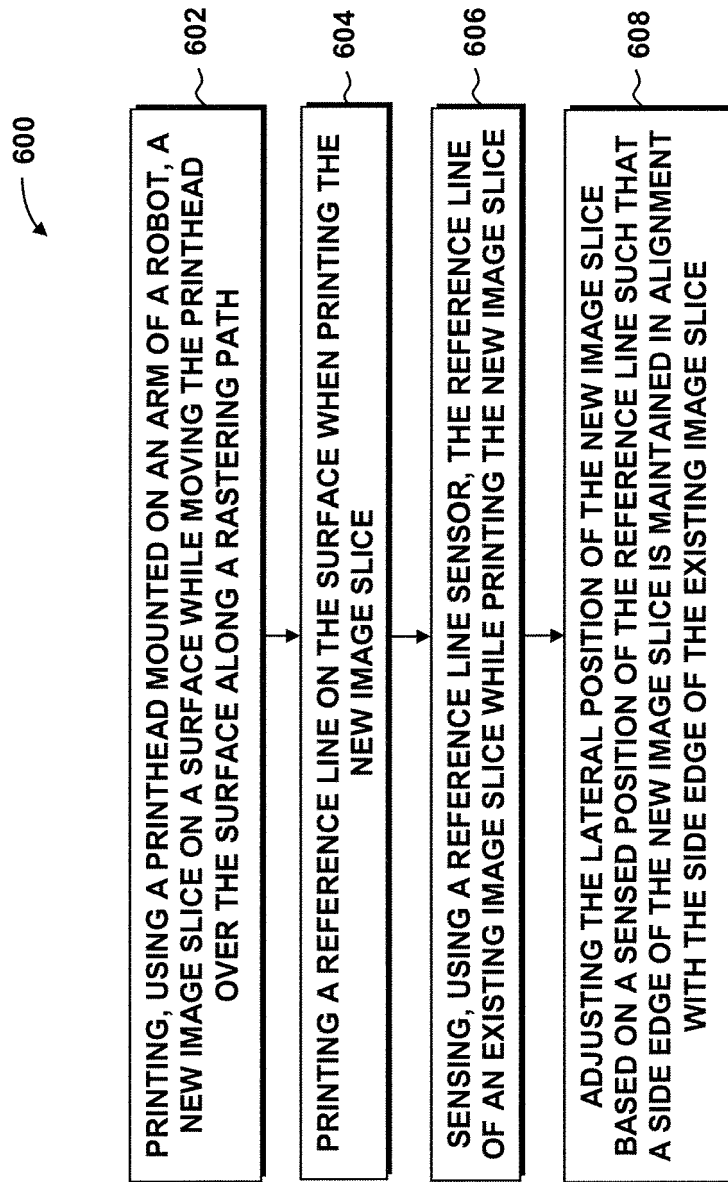 600
PRINTING, USING A PRINTHEAD MOUNTED ON AN ARM OF A ROBOT, A
NEW IMAGE SLICE ON A SURFACE WHILE MOVING THE PRINTHEAD
OVER THE SURFACE ALONG A RASTERING PATH
602
PRINTING A REFERENCE LINE ON THE SURFACE WHEN PRINTING THE
NEW IMAGE SLICE
604
SENSING, USING A REFERENCE LINE SENSOR, THE REFERENCE LINE
OF AN EXISTING IMAGE SLICE WHILE PRINTING THE NEW IMAGE SLICE
606
ADJUSTING THE LATERAL POSITION OF THE NEW IMAGE SLICE
BASED ON A SENSED POSITION OF THE REFERENCE LINE SUCH THAT
A SIDE EDGE OF THE NEW IMAGE SLICE IS MAINTAINED IN ALIGNMENT
WITH THE SIDE EDGE OF THE EXISTING IMAGE SLICE
608